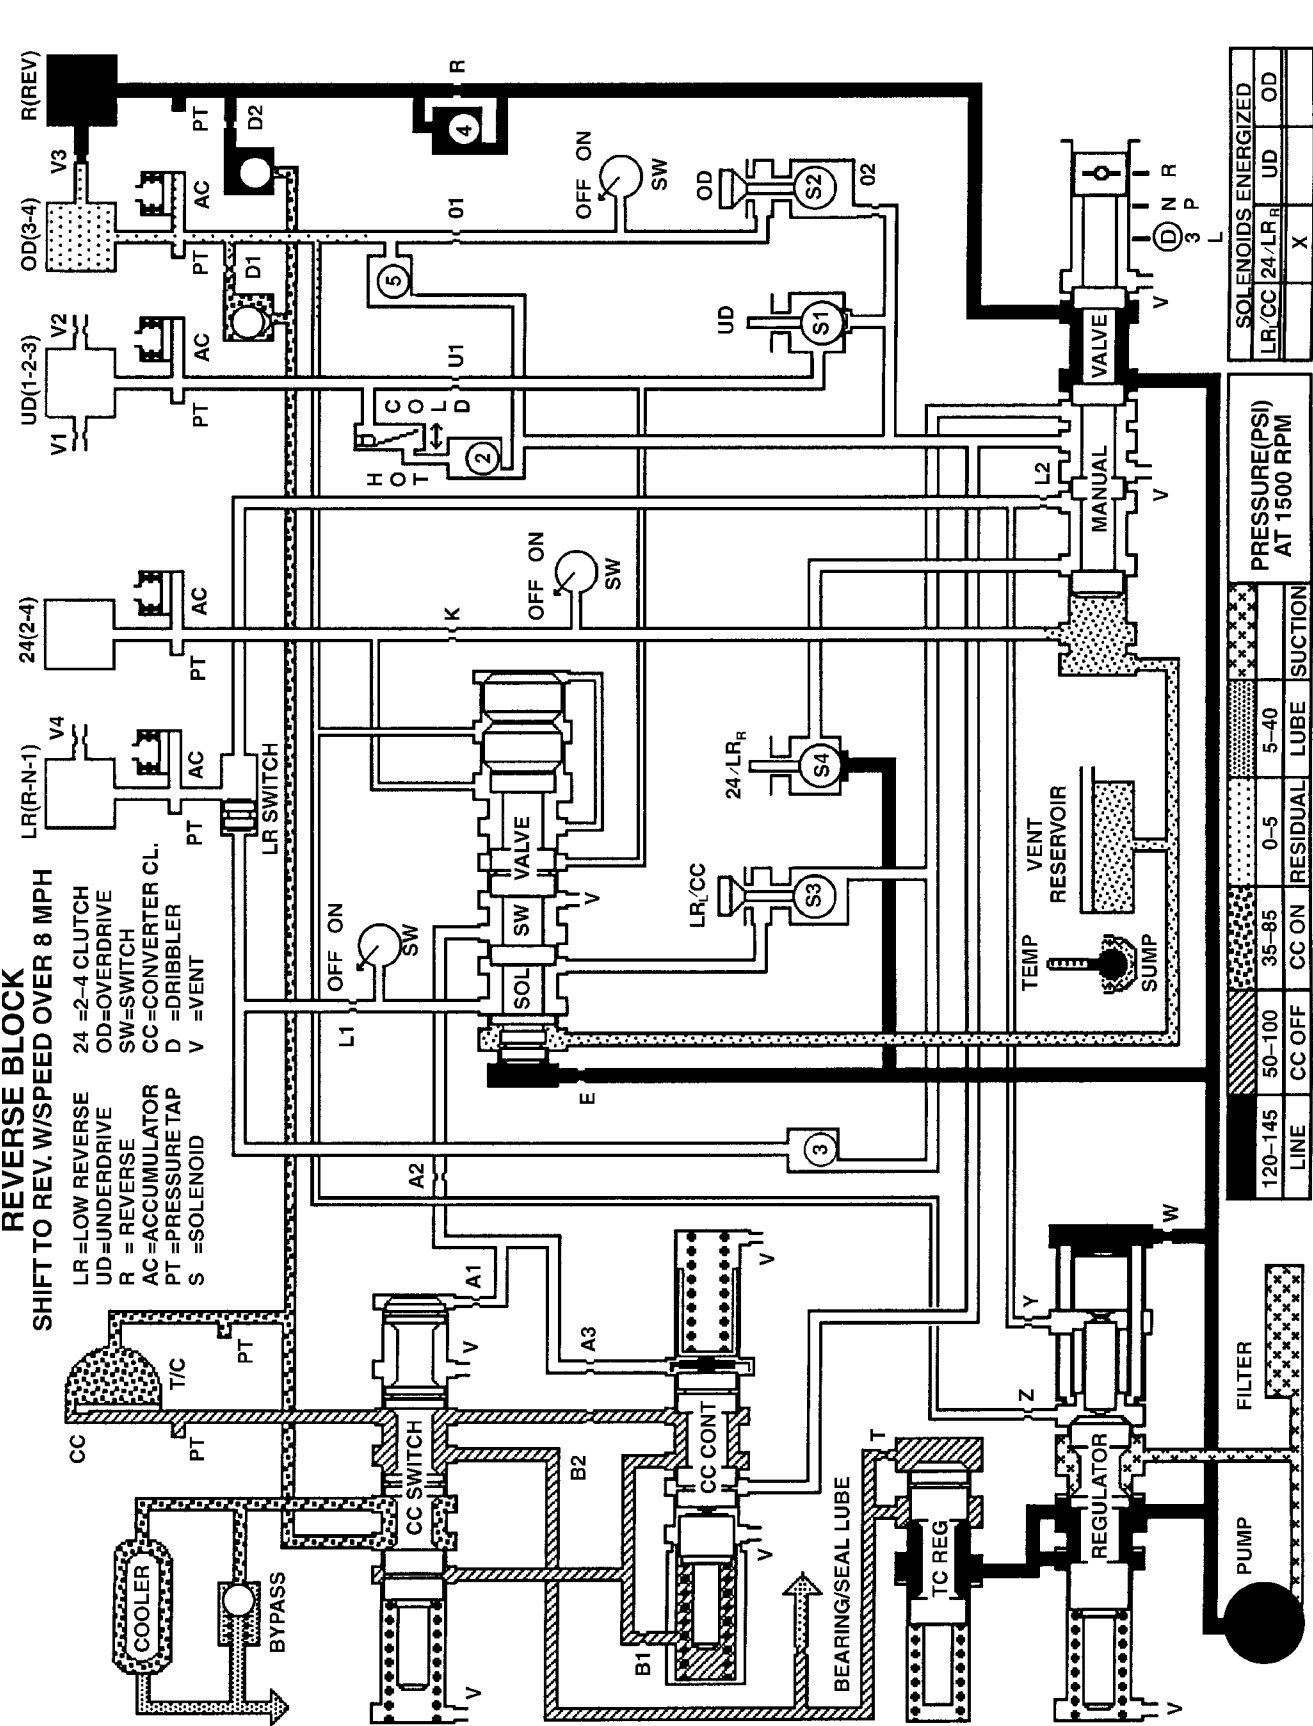 REVERSE BLOCK
SHIFT TO REV. W/SPEED OVER 8 MPH
LR =LOW REVERSE
UD=UNDERDRIVE
R = REVERSE
AC =ACCUMULATOR
PT =PRESSURE TAP
S =SOLENOID
24 =2–4 CLUTCH
OD=OVERDRIVE
SW=SWITCH
CC=CONVERTER CL.
D =DRIBBLER
V =VENT
LR(R-N-1)
V4
PT
AC
LR SWITCH
24(2-4)
PT
AC
UD(1-2-3)
V1
V2
PT
AC
OD(3-4)
V3
PT
AC
D1
R(REV)
PT
D2
R
4
01
OFF ON
SW
OD
S2
02
5
U1
UD
S1
COLD
HOT
2
K
OFF ON
SW
L1
OFF ON
SW
SOL SW VALVE
V
E
LRL/CC
S3
24/LRR
S4
3
L2
MANUAL VALVE
V
V
R
N
P
D
3
L
TEMP
SUMP
VENT
RESERVOIR
CC
T/C
PT
PT
COOLER
BYPASS
CC SWITCH
V
V
A1
A2
A3
B1
B2
CC CONT
V
V
BEARING/SEAL LUBE
T
TC REG
Z
Y
W
REGULATOR
V
PUMP
FILTER
120–145 50–100 35–85 0–5 5–40
LINE CC OFF CC ON RESIDUAL LUBE SUCTION
PRESSURE(PSI)
AT 1500 RPM
SOLENOIDS ENERGIZED
LRL/CC 24/LRR UD OD
X